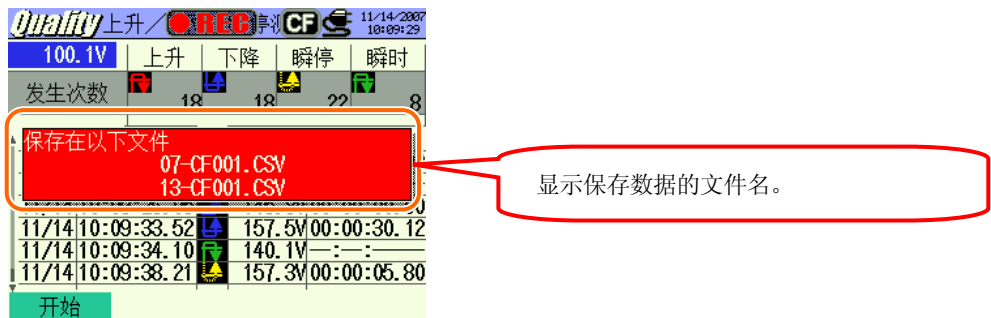 Quality 上升/ REC 停 CF 11/14/2007
10:09:29
100.1V 上升 下降 瞬停 瞬时
发生次数 18 18 22 8
保存在以下文件
07-CF001.CSV
13-CF001.CSV
显示保存数据的文件名。
11/14 10:09:33.52 157.5V 00:00:30.12
11/14 10:09:34.10 140.1V —:—:——
11/14 10:09:38.21 157.3V 00:00:05.80
开始